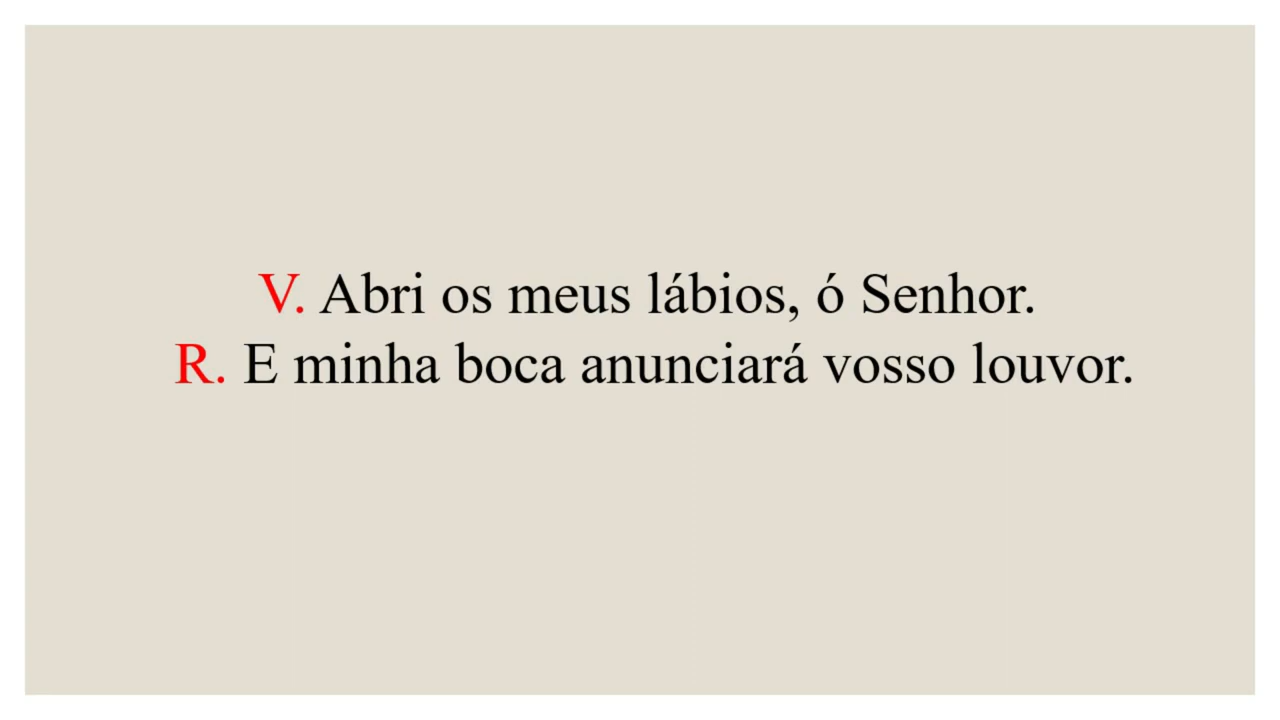 V. Abri os meus lábios, ó Senhor.
R. E minha boca anunciará vosso louvor.